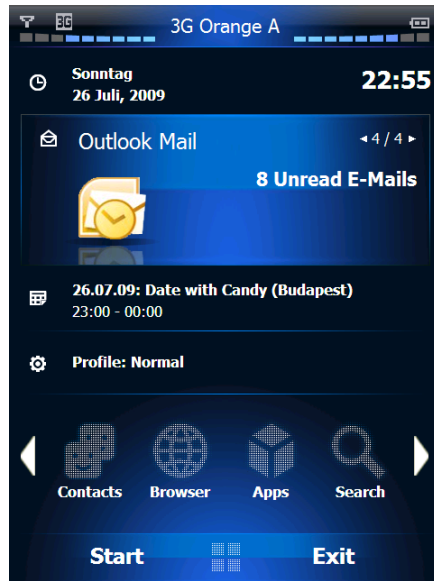 3G
3G Orange A
Sonntag
26 Juli, 2009
22:55
Outlook Mail
4 / 4
8 Unread E-Mails
26.07.09: Date with Candy (Budapest)
23:00 - 00:00
Profile: Normal
Contacts Browser Apps Search
Start Exit